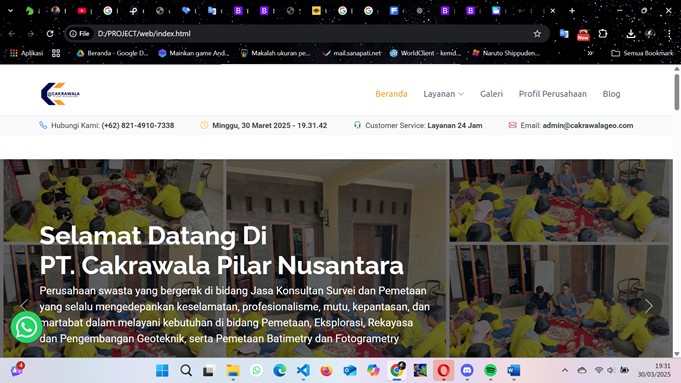 File D:/PROJECT/web/index.html
Aplikasi Beranda - Google D... Mainkan game And... Makalah ukuran pe... mail.sanapati.net WorldClient - kemd... Naruto Shippuden... Semua Bookmark
CAKRAWALA
Beranda Layanan Galeri Profil Perusahaan Blog
Hubungi Kami: (+62) 821-4910-7338 Minggu, 30 Maret 2025 - 19.31.42 Customer Service: Layanan 24 Jam Email: admin@cakrawalageo.com
Selamat Datang Di
PT. Cakrawala Pilar Nusantara
Perusahaan swasta yang bergerak di bidang Jasa Konsultan Survei dan Pemetaan
yang selalu mengedepankan keselamatan, profesionalisme, mutu, kepantasan, dan
martabat dalam melayani kebutuhan di bidang Pemetaan, Eksplorasi, Rekayasa
dan Pengembangan Geoteknik, serta Pemetaan Batimetry dan Fotogrametry
19:31
30/03/2025